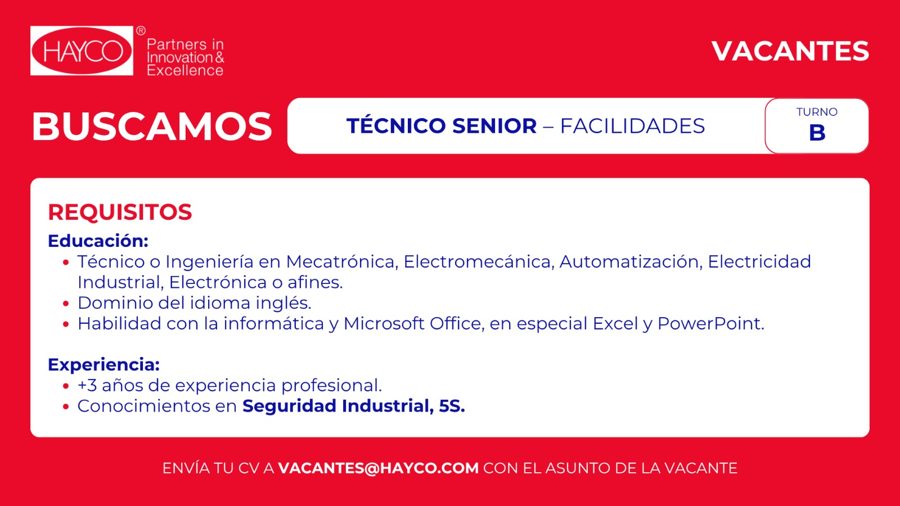 HAYCO®
Partners in
Innovation&
Excellence
VACANTES
BUSCAMOS
TÉCNICO SENIOR – FACILIDADES
TURNO
B
REQUISITOS
Educación:
• Técnico o Ingeniería en Mecatrónica, Electromecánica, Automatización, Electricidad
Industrial, Electrónica o afines.
• Dominio del idioma inglés.
• Habilidad con la informática y Microsoft Office, en especial Excel y PowerPoint.
Experiencia:
• +3 años de experiencia profesional.
• Conocimientos en Seguridad Industrial, 5S.
ENVÍA TU CV A VACANTES@HAYCO.COM CON EL ASUNTO DE LA VACANTE